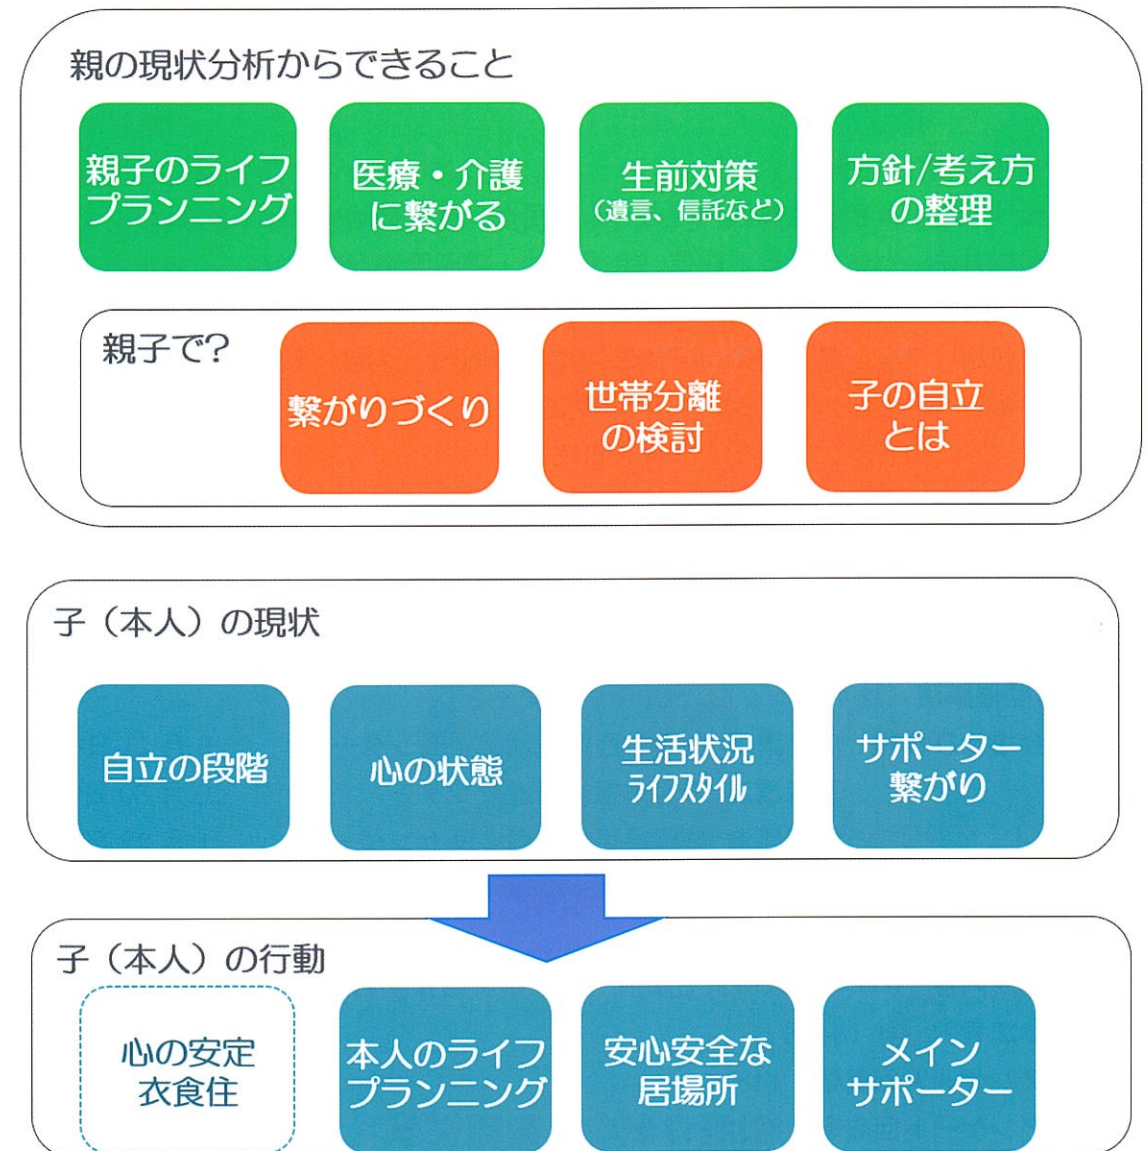 親の現状分析からできること
親子のライフ
プランニング
医療・介護
に繋がる
生前対策
（遺言、信託など）
方針/考え方
の整理
親子で?
繋がりづくり
世帯分離
の検討
子の自立
とは
子（本人）の現状
自立の段階
心の状態
生活状況
ﾗｲﾌｽﾀｲﾙ
サポーター
繋がり
子（本人）の行動
心の安定
衣食住
本人のライフ
プランニング
安心安全な
居場所
メイン
サポーター